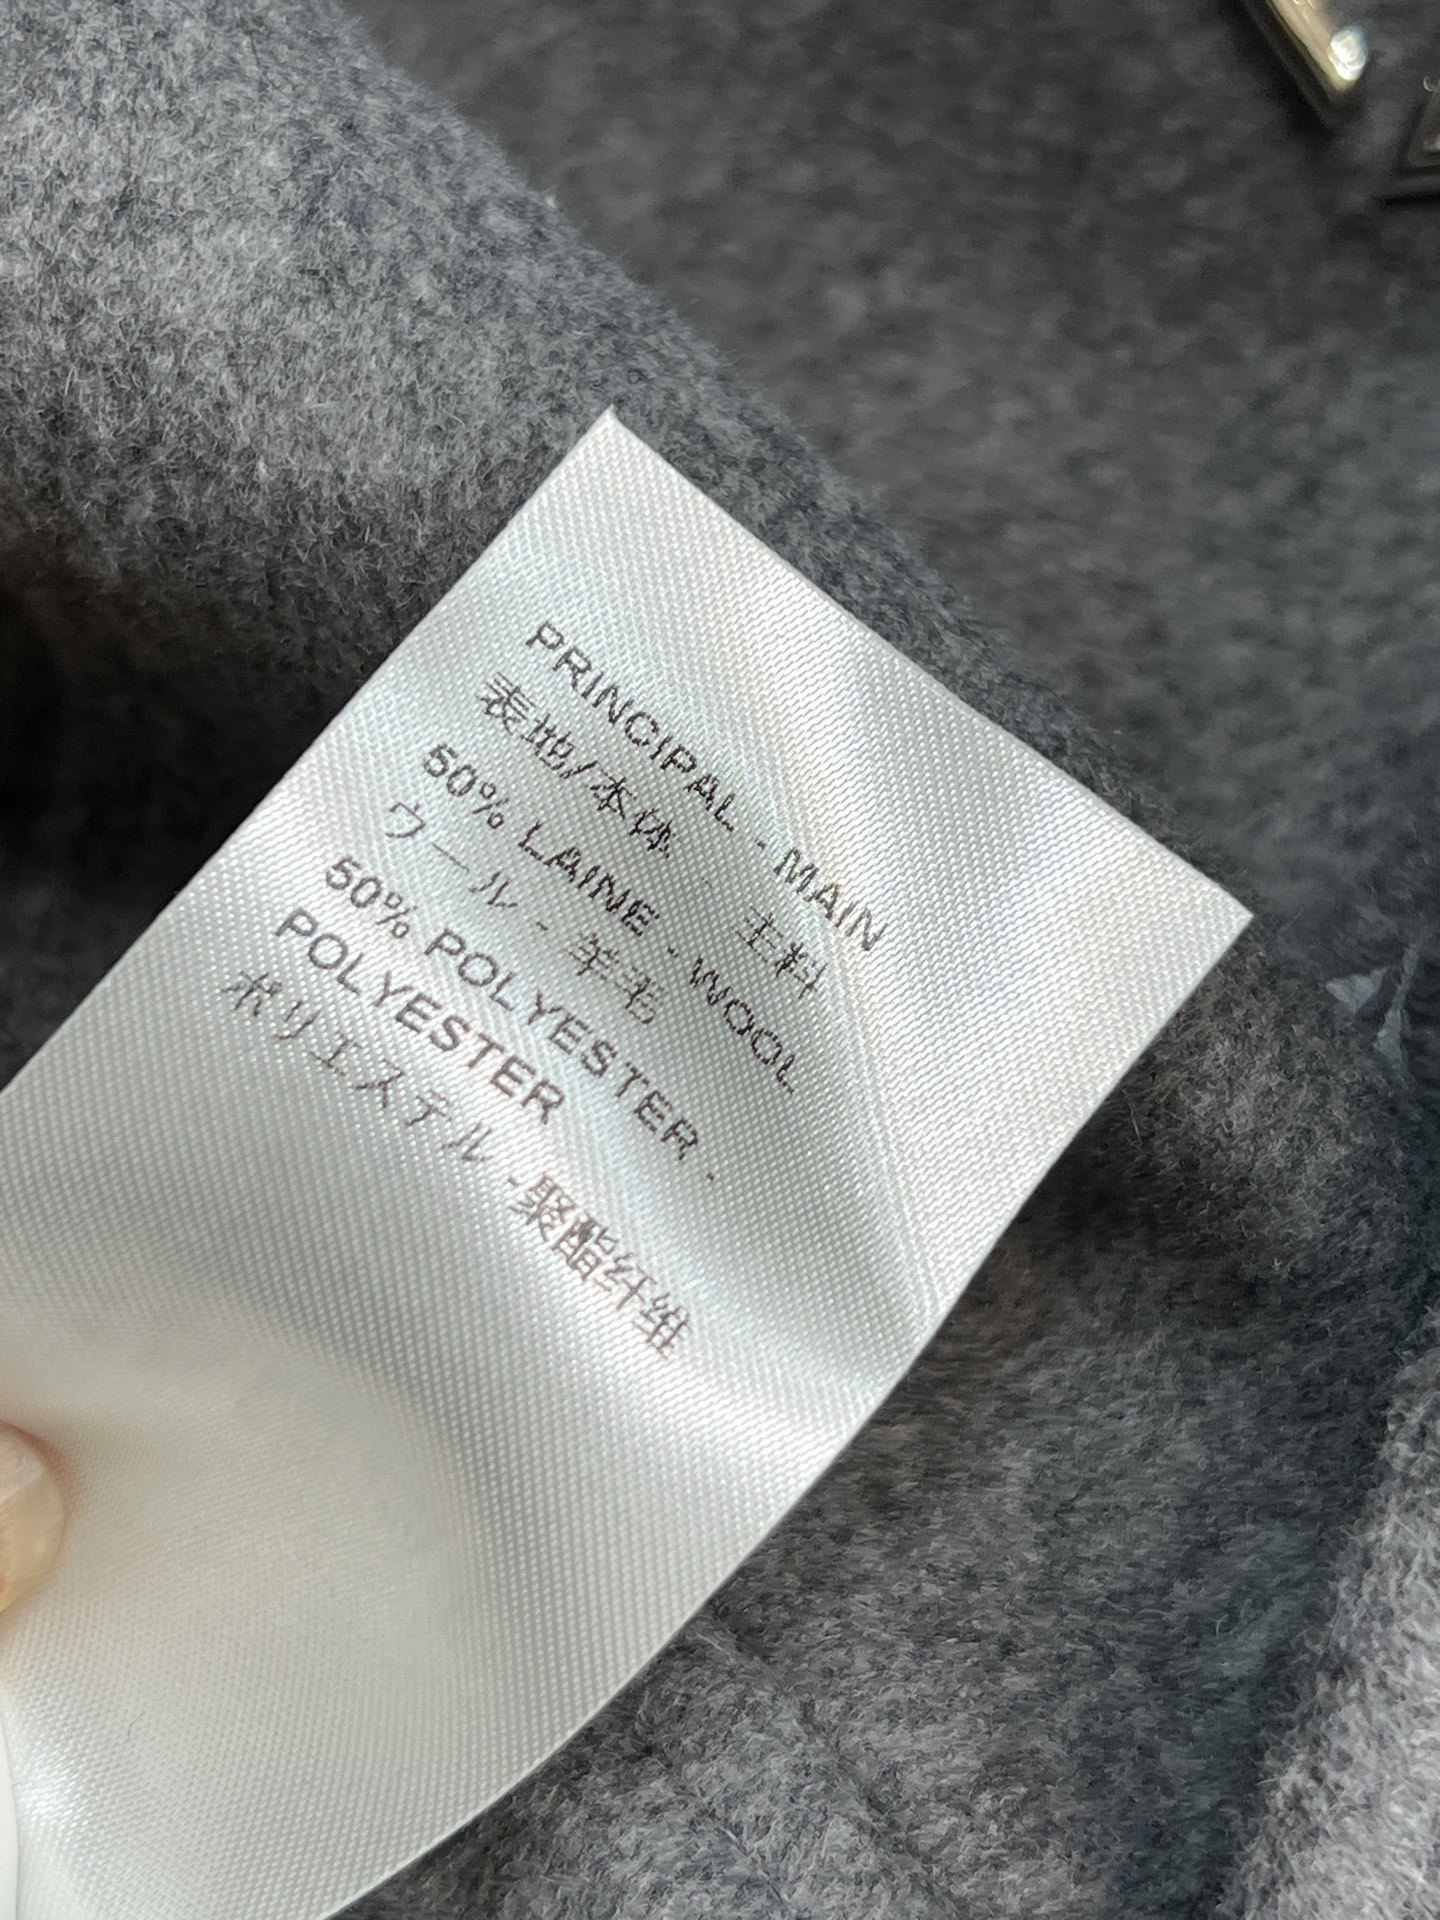 PRINCIPAL - MAIN
表地/本体 主料
50% LAINE - WOOL
ウール - 羊毛
50% POLYESTER -
POLYESTER
ポリエステル - 聚酯纤维